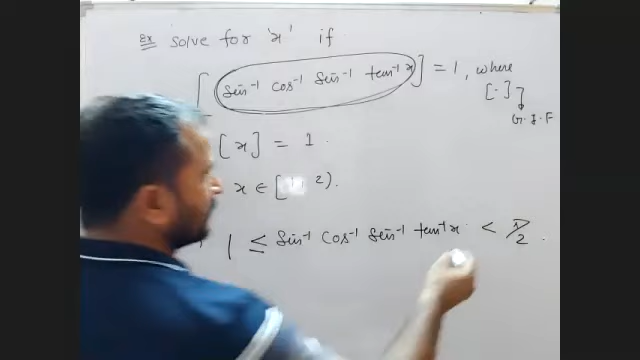 Ex solve for 'x' if
[ sin⁻¹ cos⁻¹ sin⁻¹ tan⁻¹ x ] = 1, where
[·]
G.I.F
[x] = 1.
x ∈ [ 2).
1 ≤ sin⁻¹ cos⁻¹ sin⁻¹ tan⁻¹ x < π/2.